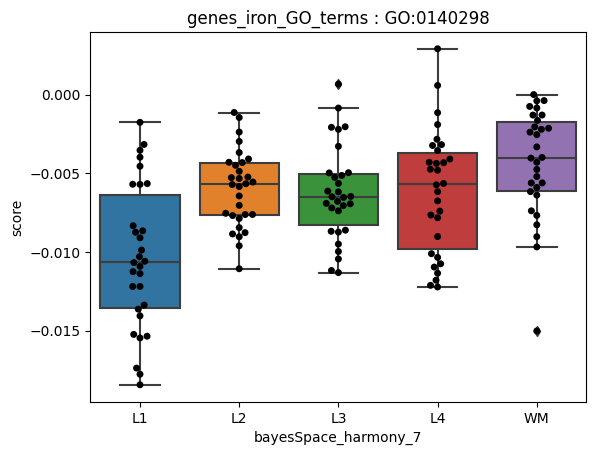 genes_iron_GO_terms : GO:0140298
0.000
−0.005
−0.010
−0.015
score
L1 L2 L3 L4 WM
bayesSpace_harmony_7